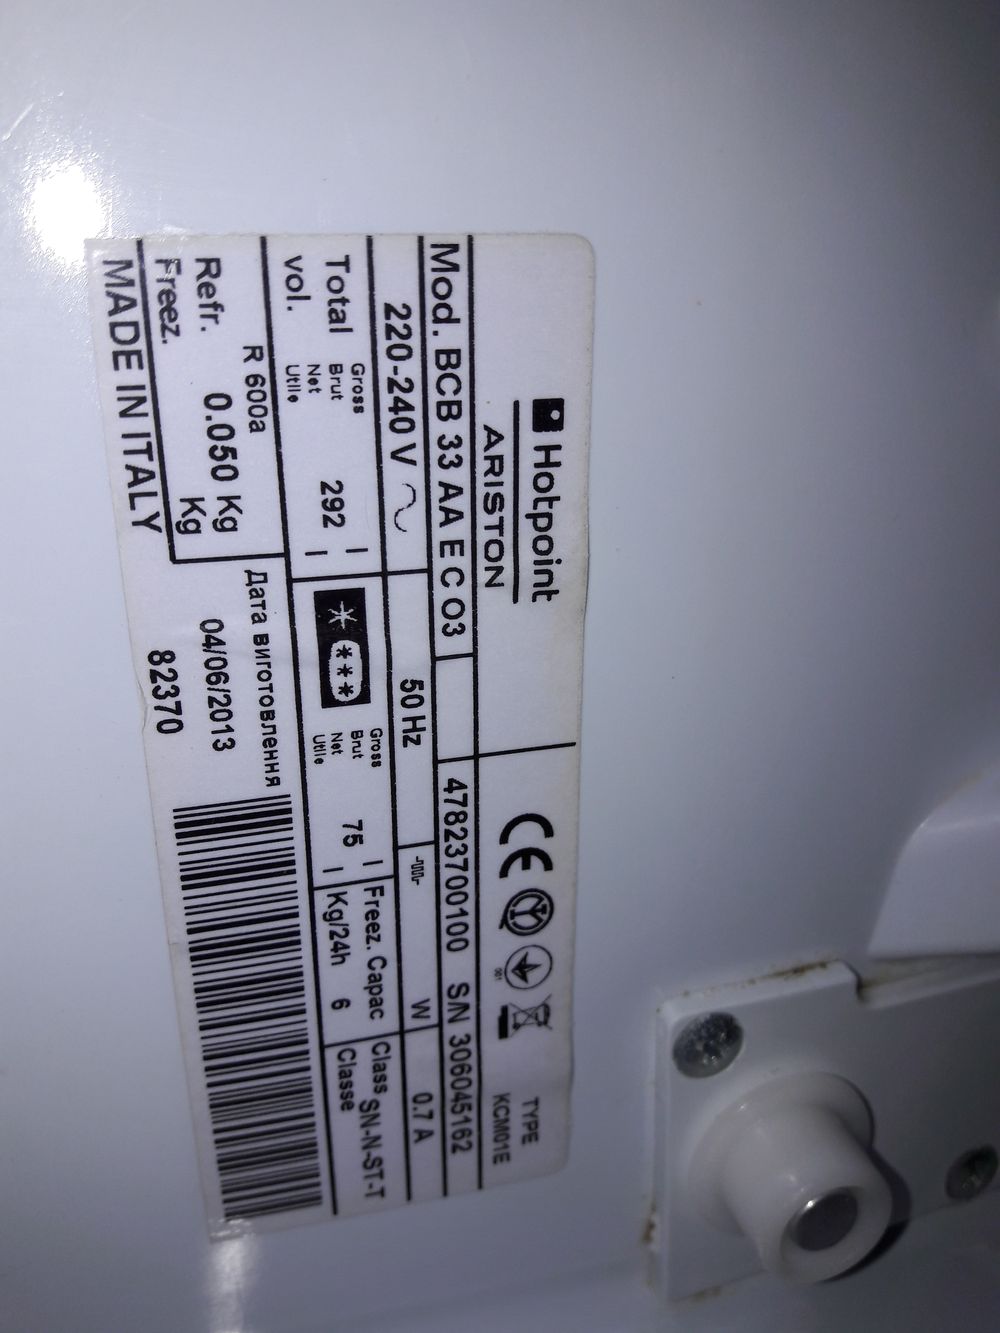 Hotpoint
ARISTON
TYPE
KCM01E
CE
001
Mod. BCB 33 AA E C O3
47823700100 S/N 306045162
220-240 V
50 Hz
W
0.7 A
Total
vol.
Gross
Brut
Net
Utile
292 l
l
Gross
Brut
Net
Utile
75 l
l
Freez. Capac
Kg/24h 6
Class
Classe
SN-N-ST-T
R 600a
Refr. 0.050 Kg
Freez. Kg
Дата виготовлення
04/06/2013
82370
MADE IN ITALY